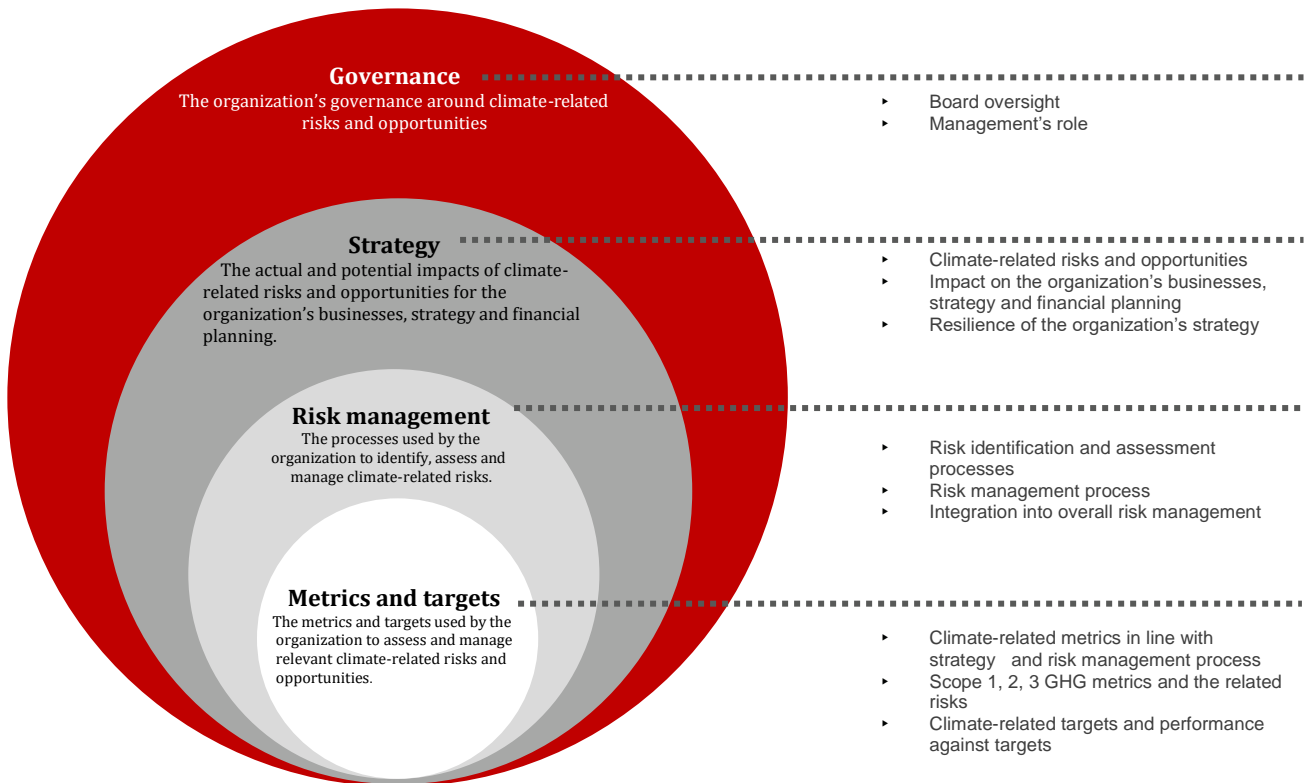 Governance
The organization’s governance around climate-related
risks and opportunities
▸ Board oversight
▸ Management’s role
Strategy
The actual and potential impacts of climate-
related risks and opportunities for the
organization’s businesses, strategy and financial
planning.
▸ Climate-related risks and opportunities
▸ Impact on the organization’s businesses,
strategy and financial planning
▸ Resilience of the organization’s strategy
Risk management
The processes used by the
organization to identify, assess and
manage climate-related risks.
▸ Risk identification and assessment
processes
▸ Risk management process
▸ Integration into overall risk management
Metrics and targets
The metrics and targets used by the
organization to assess and manage
relevant climate-related risks and
opportunities.
▸ Climate-related metrics in line with
strategy and risk management process
▸ Scope 1, 2, 3 GHG metrics and the related
risks
▸ Climate-related targets and performance
against targets